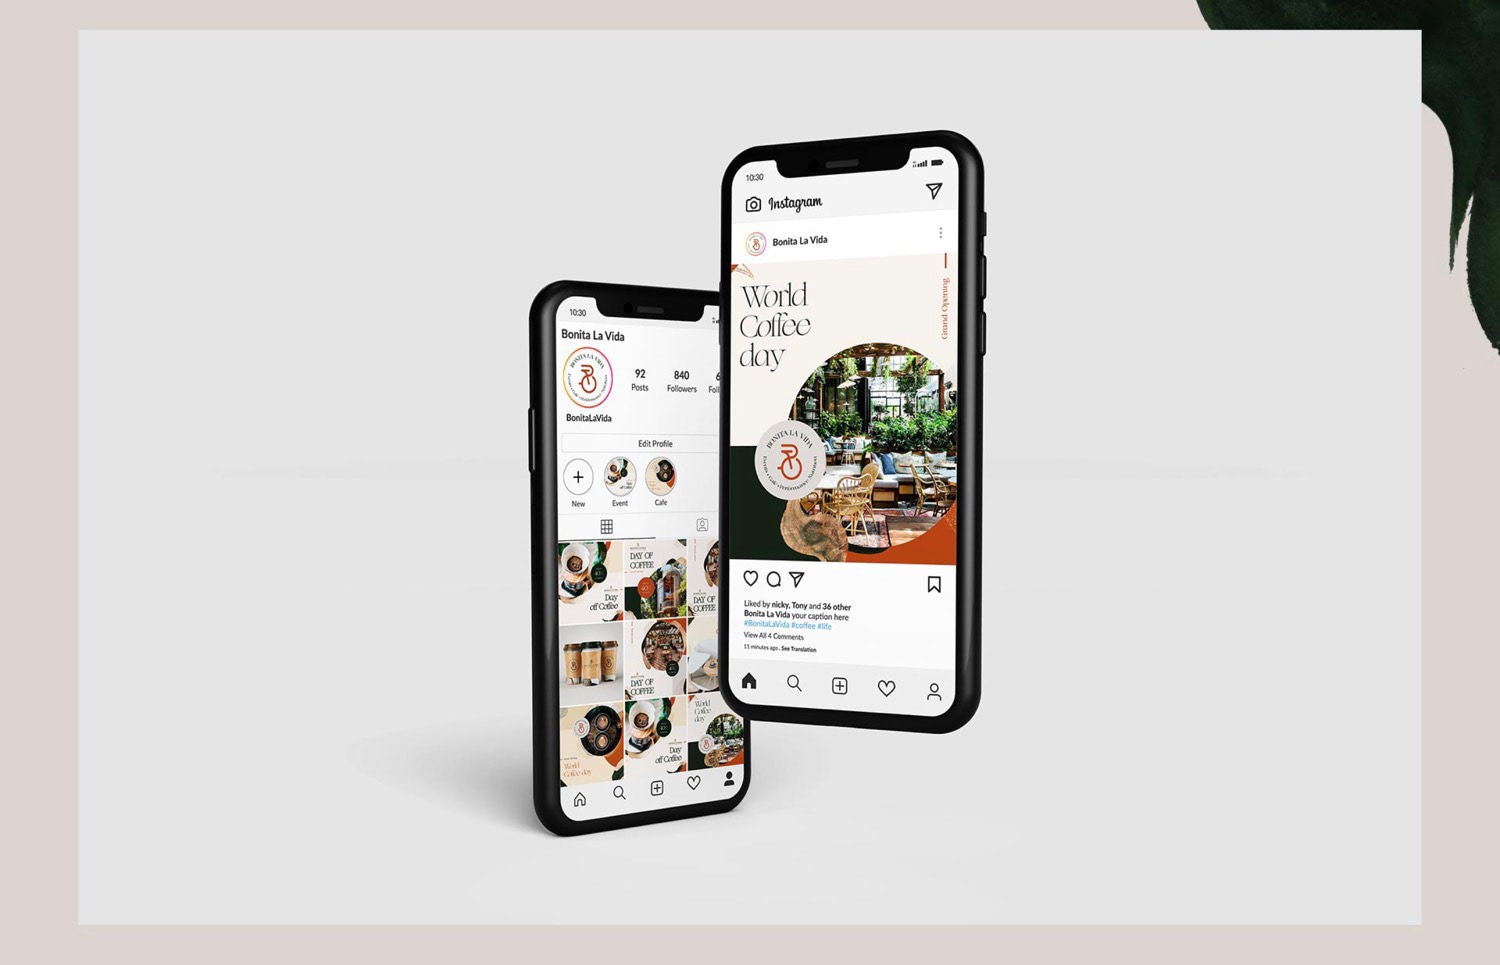 10:30
Bonita La Vida
BONITA LA VIDA
92
Posts
840
Followers
6
Foll
BonitaLaVida
Edit Profile
New
Event
Cafe
Day
off Coffee
DAY OF
COFFEE
DAY OF
COFFEE
DAY OF
COFFEE
World
Coffee day
Day
off Coffee
World
Coffee
day
10:30
Instagram
Bonita La Vida
World
Coffee
day
Grand Opening
BONITA LA VIDA
Events • Café • Performance • Nutrition
Liked by nicky, Tony and 36 other
Bonita La Vida your caption here
#BonitaLaVida #coffee #life
View All 4 Comments
11 minutes ago . See Translation